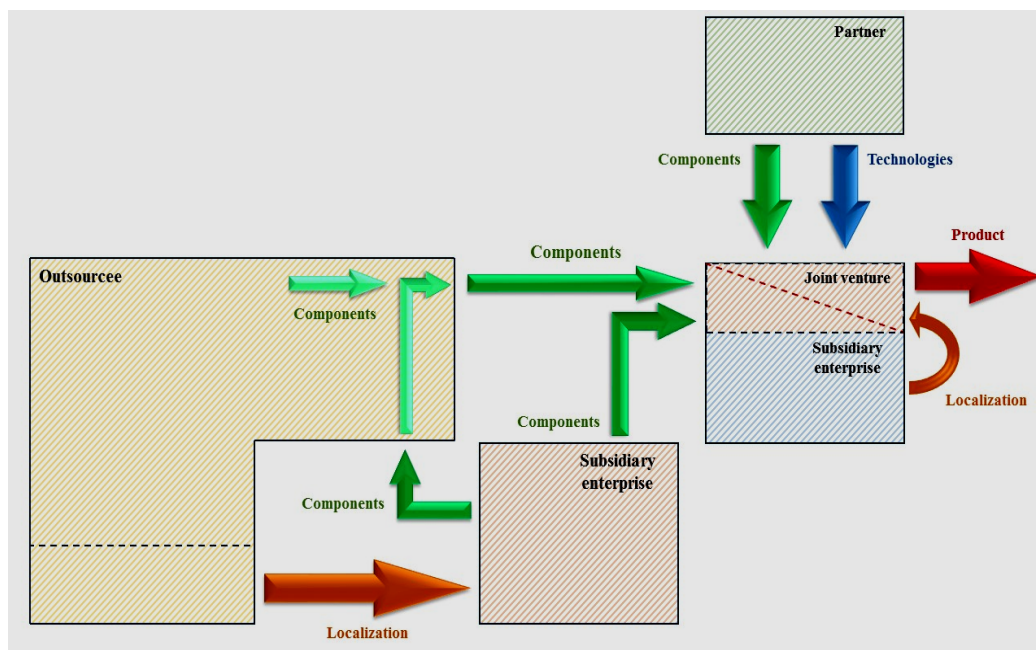 Partner
Components
Technologies
Product
Components
Outsourcee
Joint venture
Components
Subsidiary
enterprise
Localization
Components
Subsidiary
enterprise
Components
Localization